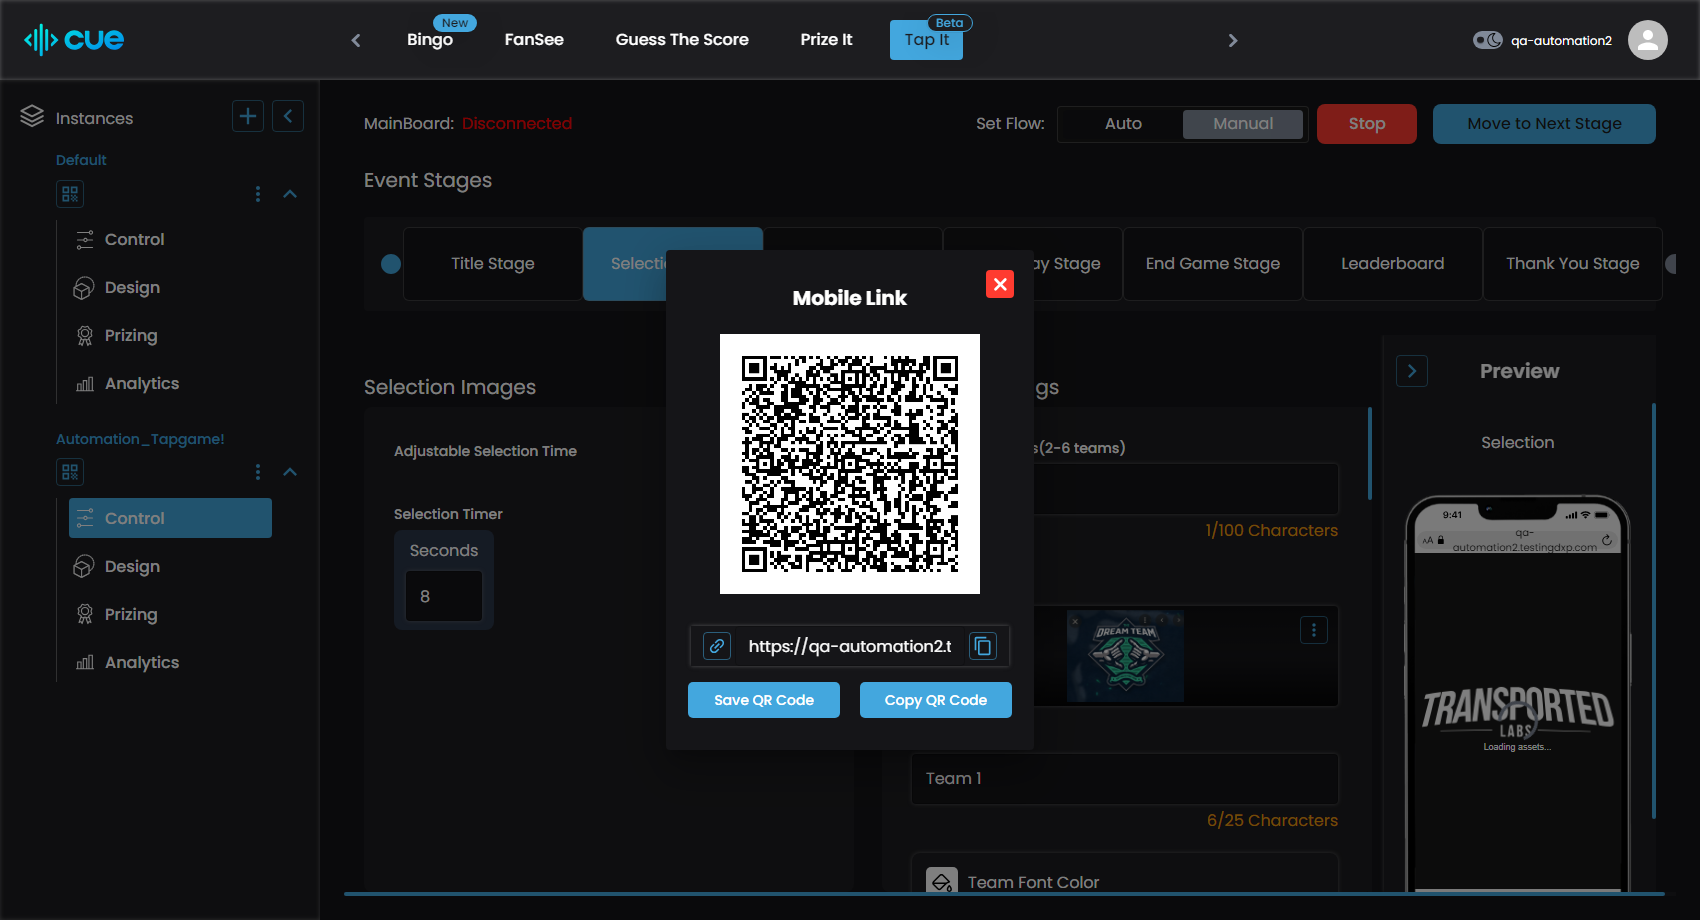 cue
Bingo
New
FanSee
Guess The Score
Prize It
Tap It
Beta
qa-automation2
Instances
Default
Control
Design
Prizing
Analytics
Automation_Tapgame!
Control
Design
Prizing
Analytics
MainBoard: Disconnected
Set Flow:
Auto
Manual
Stop
Move to Next Stage
Event Stages
Title Stage
Selecti
ay Stage
End Game Stage
Leaderboard
Thank You Stage
Mobile Link
https://qa-automation2.t
Save QR Code
Copy QR Code
Selection Images
Adjustable Selection Time
Selection Timer
Seconds
8
gs
s(2-6 teams)
1/100 Characters
DREAM TEAM
Team 1
6/25 Characters
Team Font Color
Preview
Selection
9:41
AA
qa-
automation2.testingdxp.com
TRANSPORTED
LABS
Loading assets...